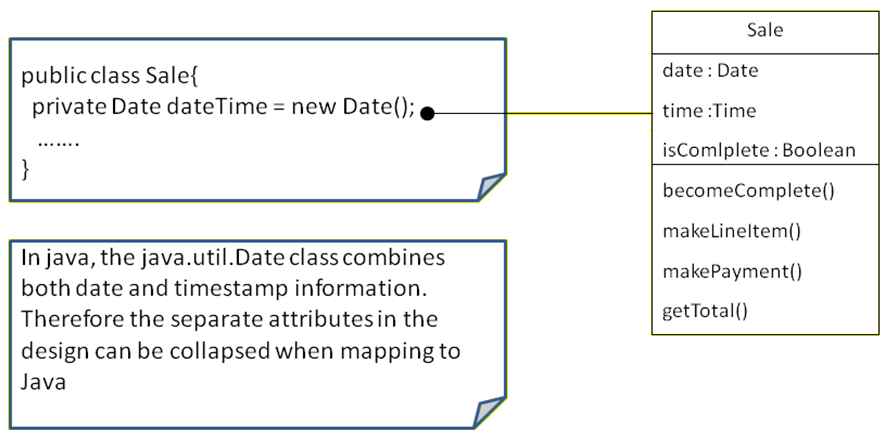 public class Sale{
private Date dateTime = new Date();
.......
}
In java, the java.util.Date class combines
both date and timestamp information.
Therefore the separate attributes in the
design can be collapsed when mapping to
Java
Sale
date : Date
time :Time
isComlplete : Boolean
becomeComplete()
makeLineItem()
makePayment()
getTotal()